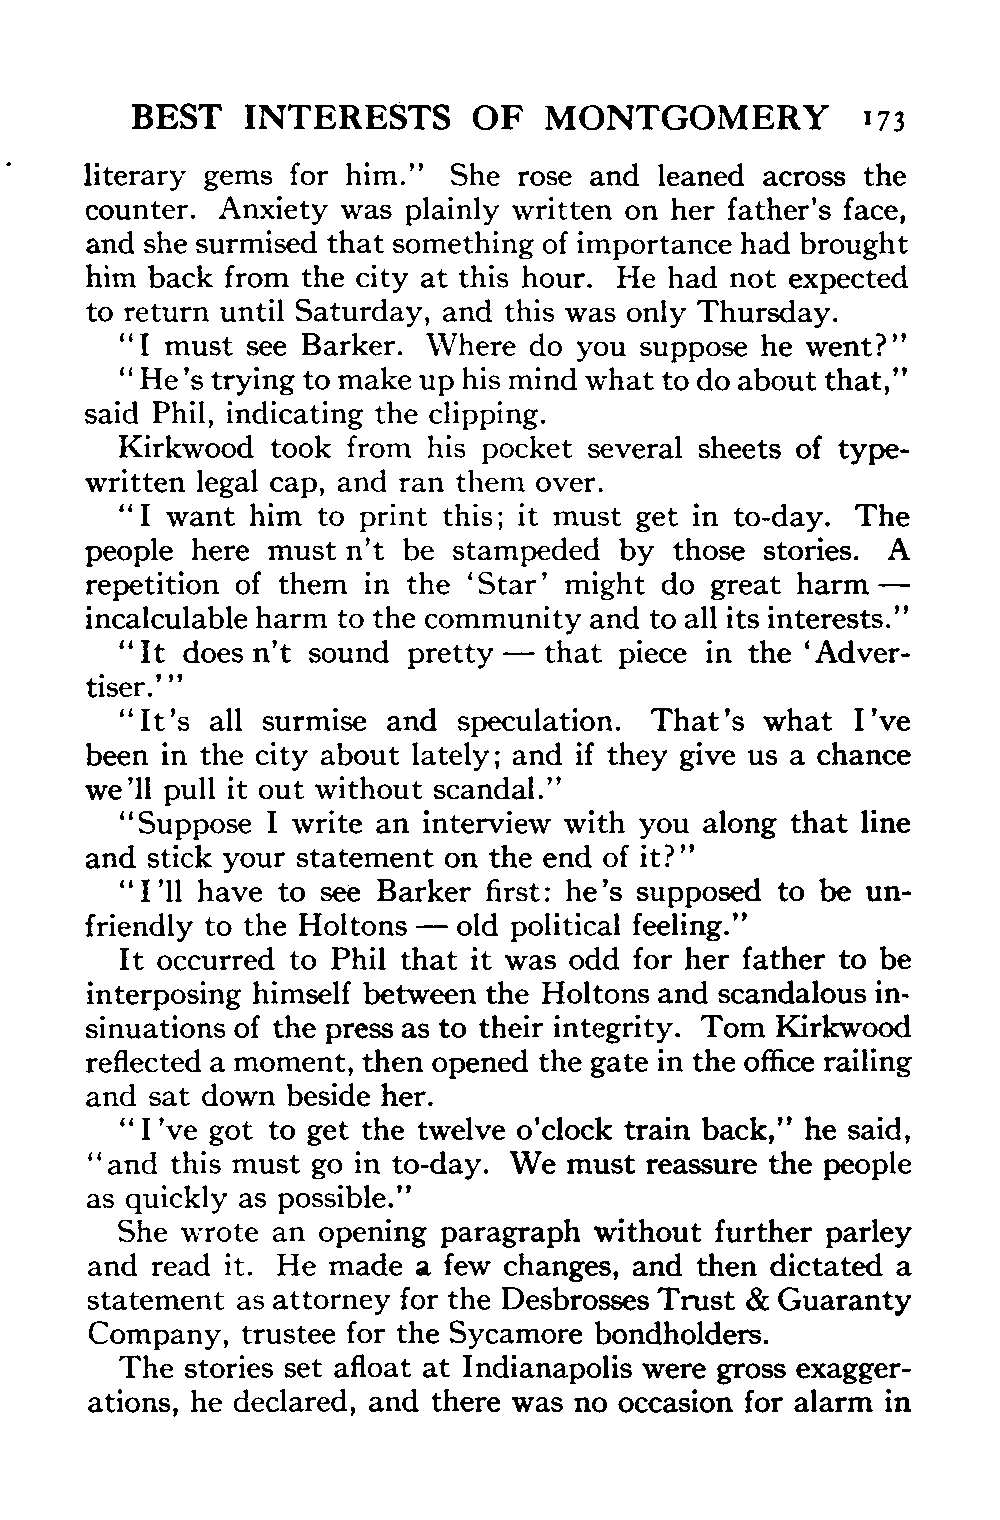 BEST INTERESTS OF MONTGOMERY 173
literary gems for him." She rose and leaned across the
counter. Anxiety was plainly written on her father's face,
and she surmised that something of importance had brought
him back from the city at this hour. He had not expected
to return until Saturday, and this was only Thursday.
"I must see Barker. Where do you suppose he went?"
"He 's trying to make up his mind what to do about that,"
said Phil, indicating the clipping.
Kirkwood took from his pocket several sheets of type-
written legal cap, and ran them over.
"I want him to print this; it must get in to-day. The
people here must n't be stampeded by those stories. A
repetition of them in the 'Star' might do great harm —
incalculable harm to the community and to all its interests."
"It does n't sound pretty — that piece in the 'Adver-
tiser.'"
"It's all surmise and speculation. That's what I 've
been in the city about lately; and if they give us a chance
we 'll pull it out without scandal."
"Suppose I write an interview with you along that line
and stick your statement on the end of it?"
"I 'll have to see Barker first: he 's supposed to be un-
friendly to the Holtons — old political feeling."
It occurred to Phil that it was odd for her father to be
interposing himself between the Holtons and scandalous in-
sinuations of the press as to their integrity. Tom Kirkwood
reflected a moment, then opened the gate in the office railing
and sat down beside her.
"I 've got to get the twelve o'clock train back," he said,
"and this must go in to-day. We must reassure the people
as quickly as possible."
She wrote an opening paragraph without further parley
and read it. He made a few changes, and then dictated a
statement as attorney for the Desbrosses Trust & Guaranty
Company, trustee for the Sycamore bondholders.
The stories set afloat at Indianapolis were gross exagger-
ations, he declared, and there was no occasion for alarm in